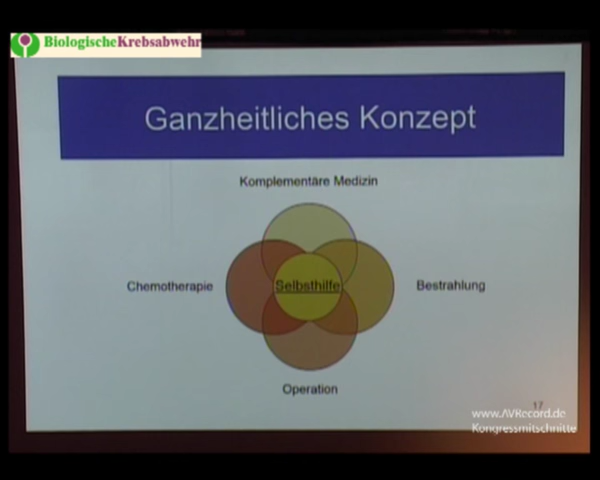 BiologischeKrebsabwehr
Ganzheitliches Konzept
Komplementäre Medizin
Chemotherapie
Selbsthilfe
Bestrahlung
Operation
17
www.AVRecord.de
Kongressmitschnitte